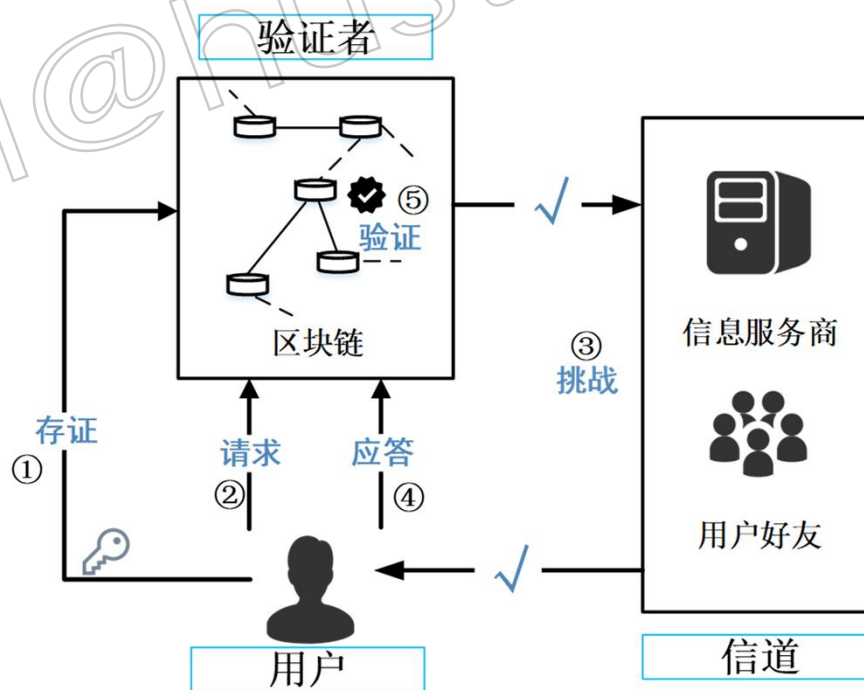 验证者
⑤
验证
区块链
信息服务商
③
挑战
存证
①
请求
②
应答
④
用户好友
用户
信道